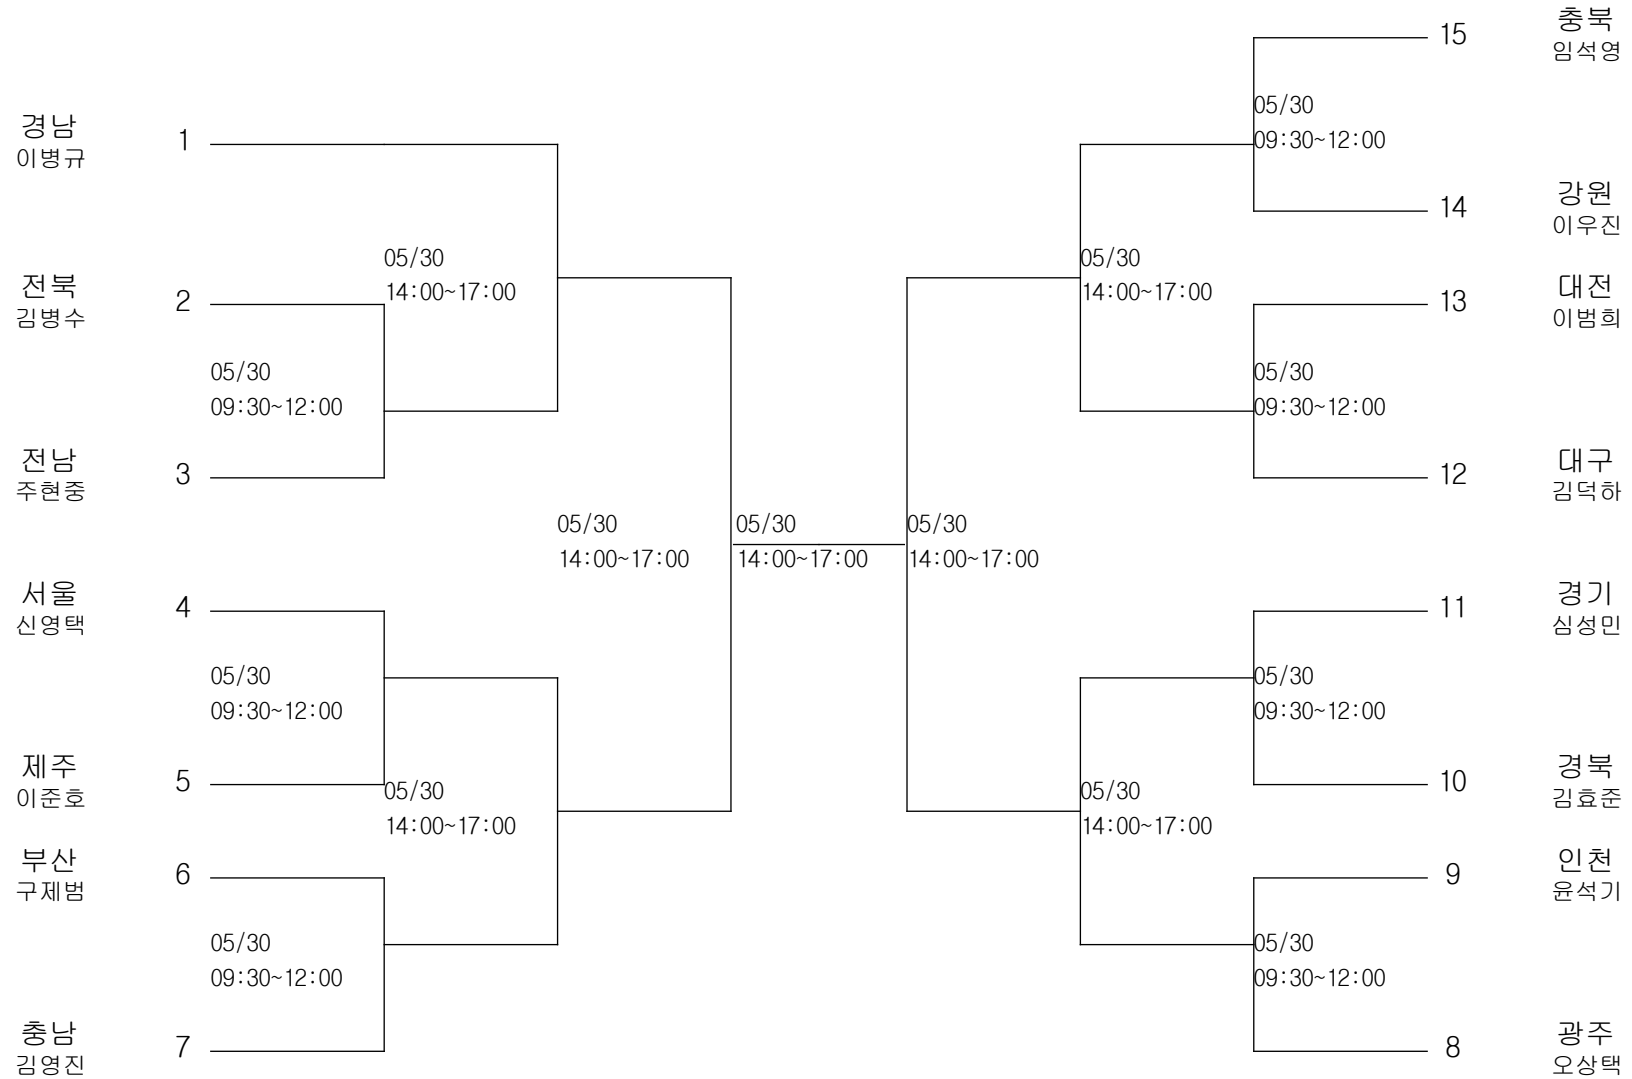 충북
15
임석영
05/30
경남
1
09:30~12:00
이병규
강원
14
이우진
05/30
05/30
전북
대전
2
14:00~17:00
14:00~17:00
13
김병수
이범희
05/30
05/30
09:30~12:00
09:30~12:00
전남
대구
3
12
주현중
김덕하
05/30
05/30
05/30
14:00~17:00
14:00~17:00
14:00~17:00
서울
경기
4
11
신영택
심성민
05/30
05/30
09:30~12:00
09:30~12:00
제주
경북
5
10
이준호
05/30
05/30
김효준
14:00~17:00
14:00~17:00
부산
인천
6
9
구제범
윤석기
05/30
05/30
09:30~12:00
09:30~12:00
충남
광주
7
8
김영진
오상택